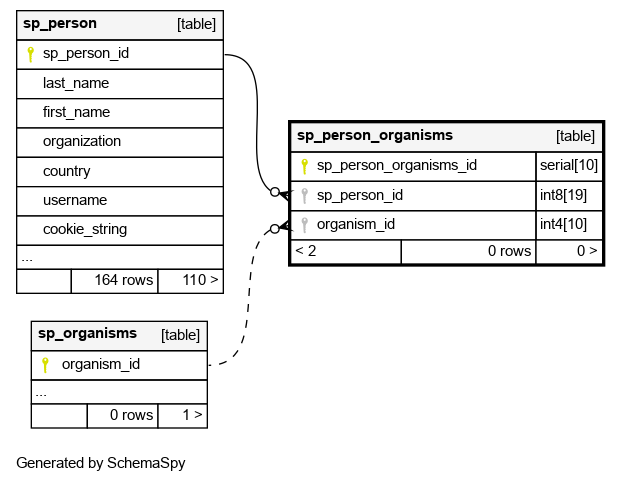 sp_person [table]
sp_person_id
last_name
first_name
organization
country
username
cookie_string
...
164 rows 110 >
sp_person_organisms [table]
sp_person_organisms_id serial[10]
sp_person_id int8[19]
organism_id int4[10]
< 2 0 rows 0 >
sp_organisms [table]
organism_id
...
0 rows 1 >
Generated by SchemaSpy